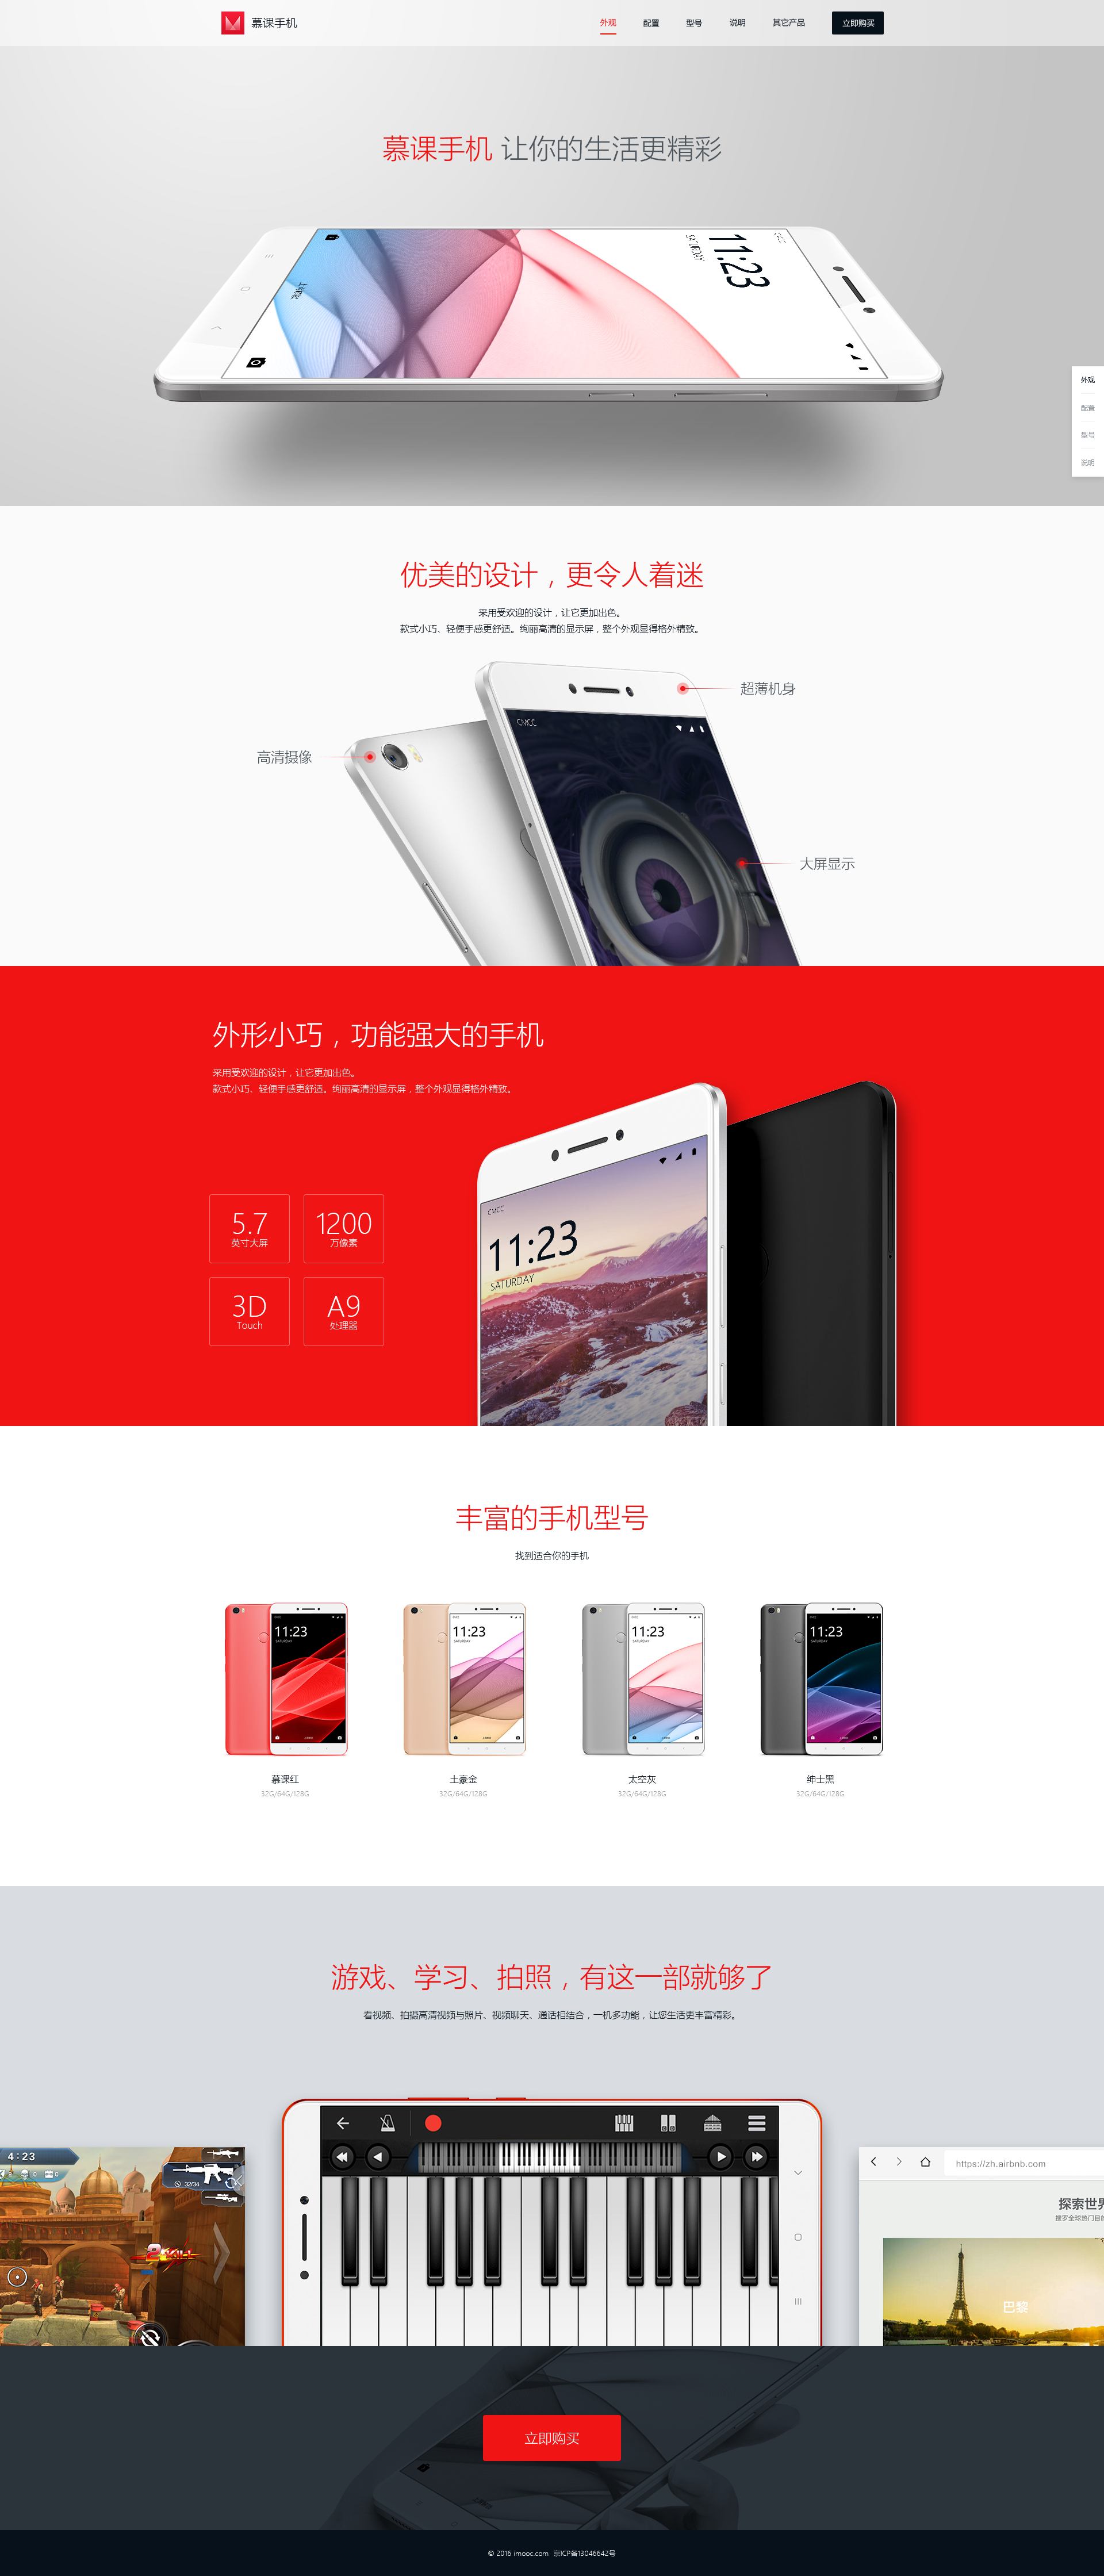 慕课手机
外观
配置
型号
说明
其它产品
立即购买
慕课手机 让你的生活更精彩
11:23
外观
配置
型号
说明
优美的设计，更令人着迷
采用受欢迎的设计，让它更加出色。
款式小巧、轻便手感更舒适。绚丽高清的显示屏，整个外观显得格外精致。
超薄机身
CMCC
高清摄像
大屏显示
外形小巧，功能强大的手机
采用受欢迎的设计，让它更加出色。
款式小巧、轻便手感更舒适。绚丽高清的显示屏，整个外观显得格外精致。
CMCC
11:23
SATURDAY
5.7
英寸大屏
1200
万像素
3D
Touch
A9
处理器
丰富的手机型号
找到适合你的手机
11:23
SATURDAY
11:23
SATURDAY
11:23
SATURDAY
11:23
SATURDAY
慕课红
32G/64G/128G
土豪金
32G/64G/128G
太空灰
32G/64G/128G
绅士黑
32G/64G/128G
游戏、学习、拍照，有这一部就够了
看视频、拍摄高清视频与照片、视频聊天、通话相结合，一机多功能，让您生活更丰富精彩。
4:23
32/34
https://zh.airbnb.com
探索世界
搜罗全球热门目的
巴黎
立即购买
© 2016 imooc.com 京ICP备13046642号